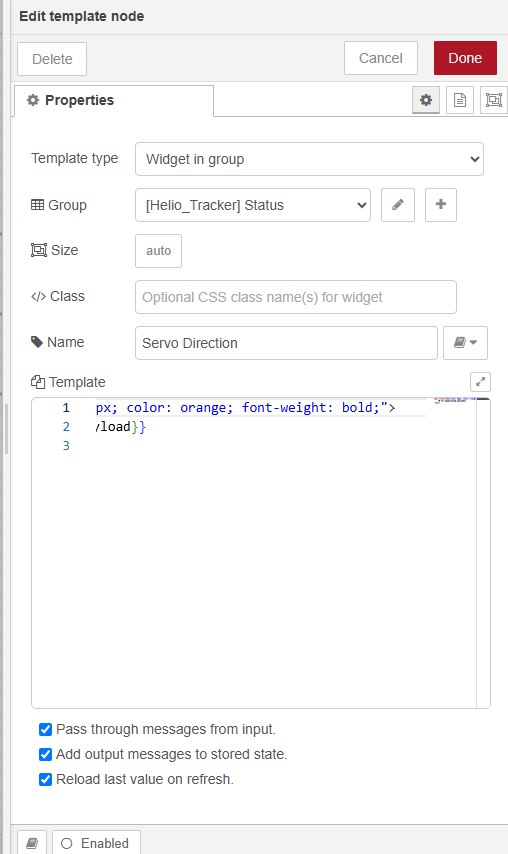 Edit template node
Delete
Cancel
Done
Properties
Template type
Widget in group
Group
[Helio_Tracker] Status
Size
auto
</> Class
Optional CSS class name(s) for widget
Name
Servo Direction
Template
1 px; color: orange; font-weight: bold;">
2 /load}}
3
Pass through messages from input.
Add output messages to stored state.
Reload last value on refresh.
Enabled